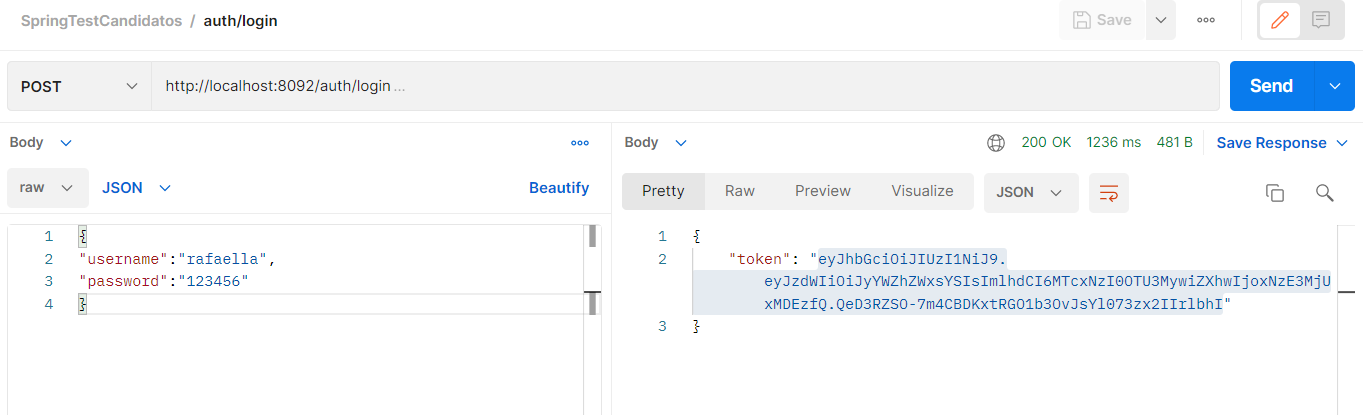 SpringTestCandidatos / auth/login
Save
POST
http://localhost:8092/auth/login ...
Send
Body
raw
JSON
Beautify
1 {
2 "username":"rafaella",
3 "password":"123456"
4 }
Body
200 OK 1236 ms 481 B Save Response
Pretty Raw Preview Visualize JSON
1 {
2 "token": "eyJhbGciOiJIUzI1NiJ9.
eyJzdWIiOiJyYWZhZWxsYSIsImlhdCI6MTcxNzI0OTU3MywiZXhwIjoxNzE3MjU
xMDEzfQ.QeD3RZSO-7m4CBDKxtRGO1b3OvJsYl073zx2IIrlbhI"
3 }